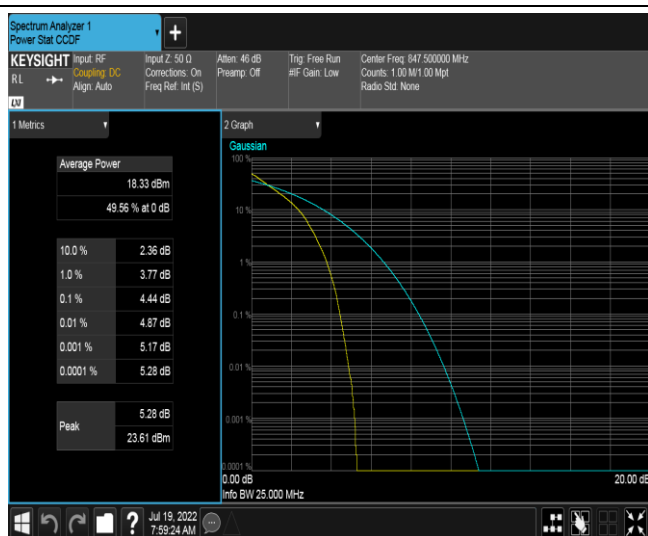 Spectrum Analyzer 1
Power Stat CCDF
+
KEYSIGHT
RL
LXI
Input: RF
Coupling: DC
Align: Auto
Input Z: 50 Ω
Corrections: On
Freq Ref: Int (S)
Atten: 46 dB
Preamp: Off
Trig: Free Run
#IF Gain: Low
Center Freq: 847.500000 MHz
Counts: 1.00 M/1.00 Mpt
Radio Std: None
1 Metrics
Average Power
18.33 dBm
49.56 % at 0 dB
10.0 % 2.36 dB
1.0 % 3.77 dB
0.1 % 4.44 dB
0.01 % 4.87 dB
0.001 % 5.17 dB
0.0001 % 5.28 dB
Peak
5.28 dB
23.61 dBm
2 Graph
Gaussian
100 %
10 %
1 %
0.1 %
0.01 %
0.001 %
0.0001 %
0.00 dB 20.00 dB
Info BW 25.000 MHz
?
Jul 19, 2022
7:59:24 AM